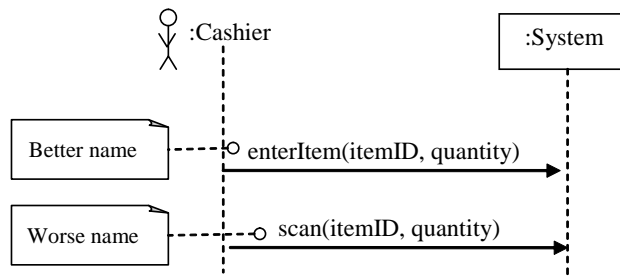 :Cashier
:System
Better name
enterItem(itemID, quantity)
Worse name
scan(itemID, quantity)